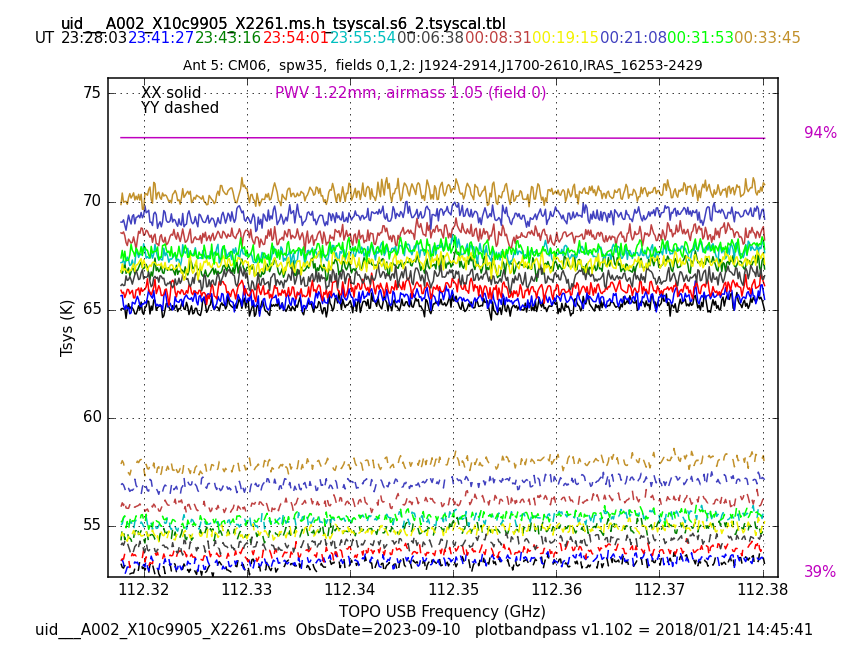 uid___A002_X10c9905_X2261.ms.h_tsyscal.s6_2.tsyscal.tbl
UT 23:28:03 23:41:27 23:43:16 23:54:01 23:55:54 00:06:38 00:08:31 00:19:15 00:21:08 00:31:53 00:33:45
Ant 5: CM06,  spw35,  fields 0,1,2: J1924-2914,J1700-2610,IRAS_16253-2429
XX solid
PWV 1.22mm, airmass 1.05 (field 0)
YY dashed
75
94%
70
65
Tsys (K)
60
55
39%
112.32 112.33 112.34 112.35 112.36 112.37 112.38
TOPO USB Frequency (GHz)
uid___A002_X10c9905_X2261.ms  ObsDate=2023-09-10   plotbandpass v1.102 = 2018/01/21 14:45:41